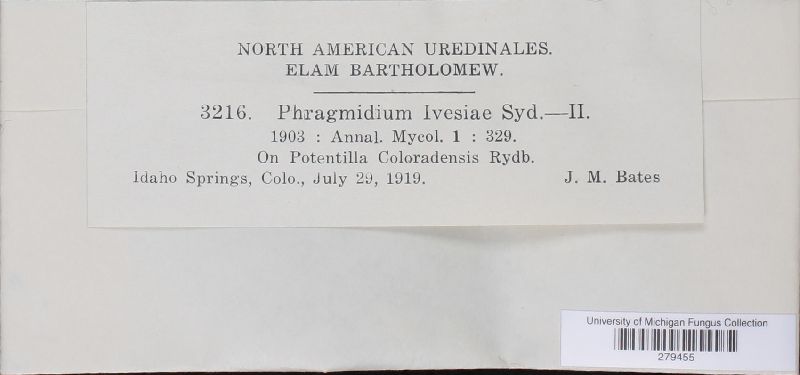 NORTH AMERICAN UREDINALES.
ELAM BARTHOLOMEW.
3216. Phragmidium Ivesiae Syd.—II.
1903 : Annal. Mycol. 1 : 329.
On Potentilla Coloradensis Rydb.
Idaho Springs, Colo., July 29, 1919. J. M. Bates
University of Michigan Fungus Collection
279455